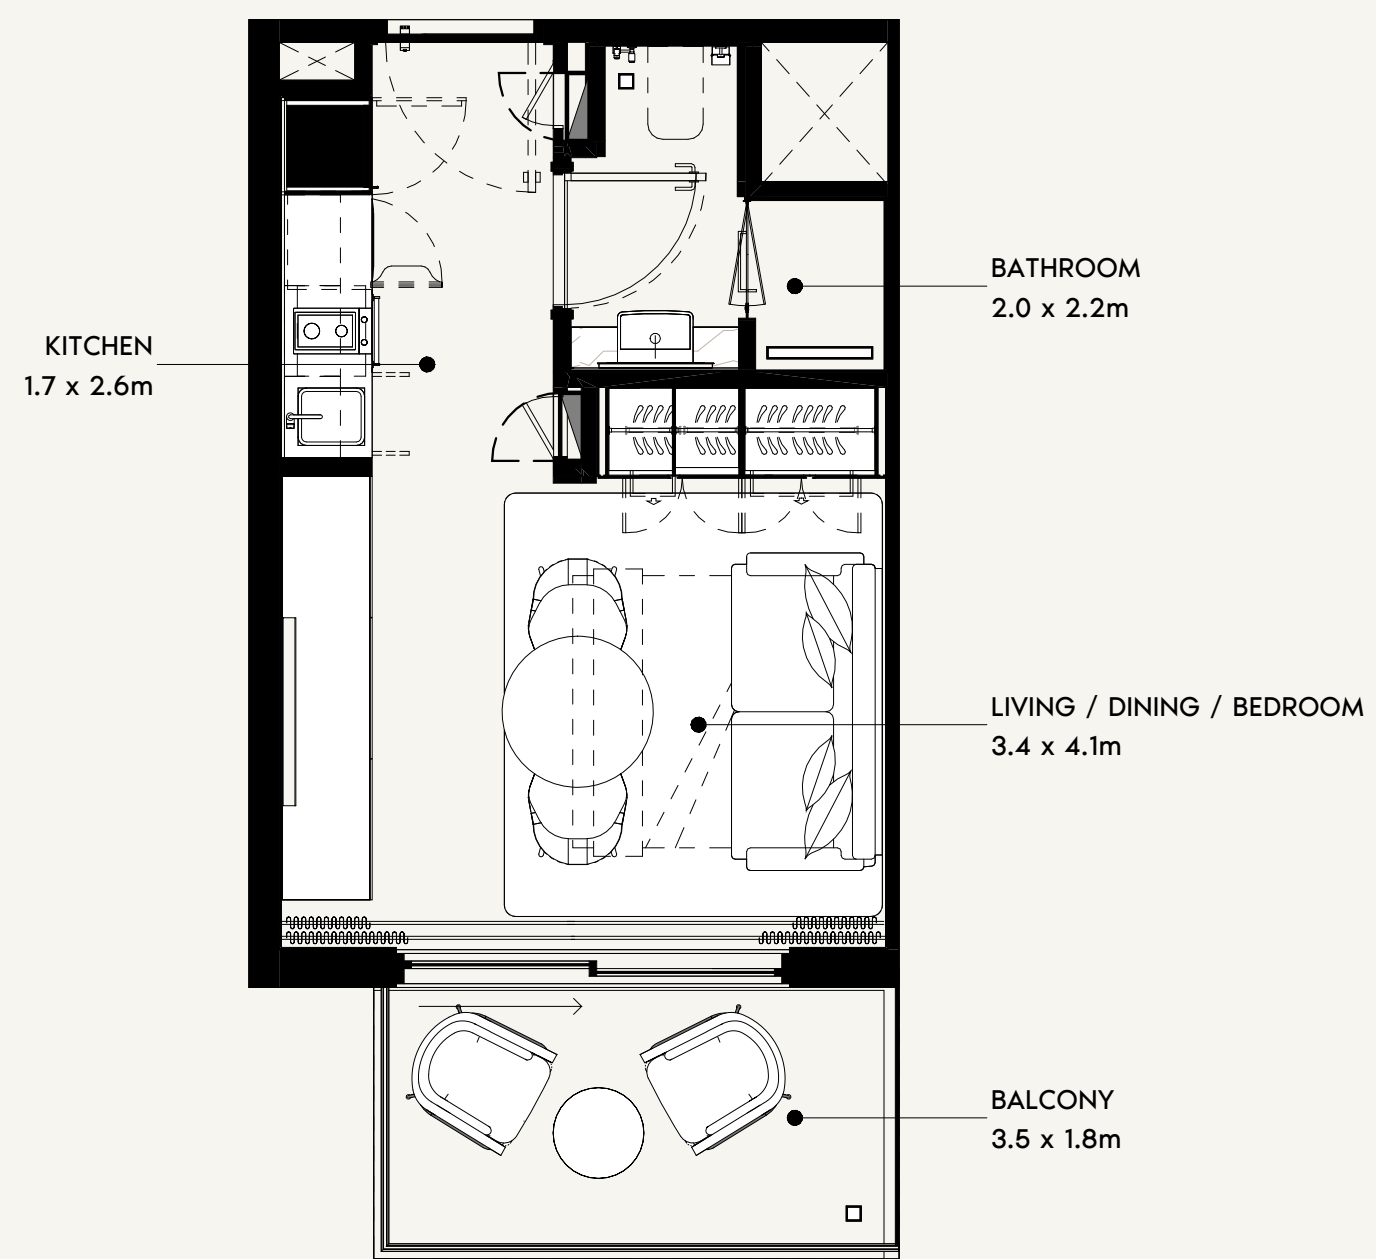 BATHROOM
2.0 x 2.2m
KITCHEN
1.7 x 2.6m
LIVING / DINING / BEDROOM
3.4 x 4.1m
BALCONY
3.5 x 1.8m